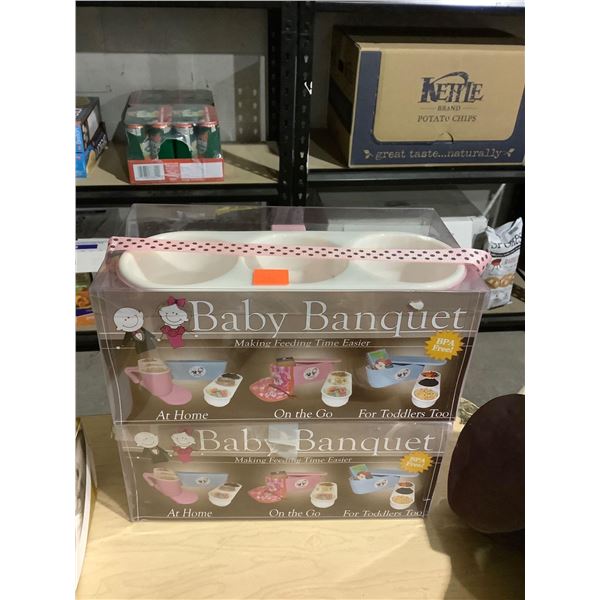 KETTLE
BRAND
POTATO CHIPS
great taste...naturally
Baby Banquet
Making Feeding Time Easier
BPA
Free!
At Home
On the Go
For Toddlers Too
Baby Banquet
Making Feeding Time Easier
BPA
Free!
At Home
On the Go
For Toddlers Too